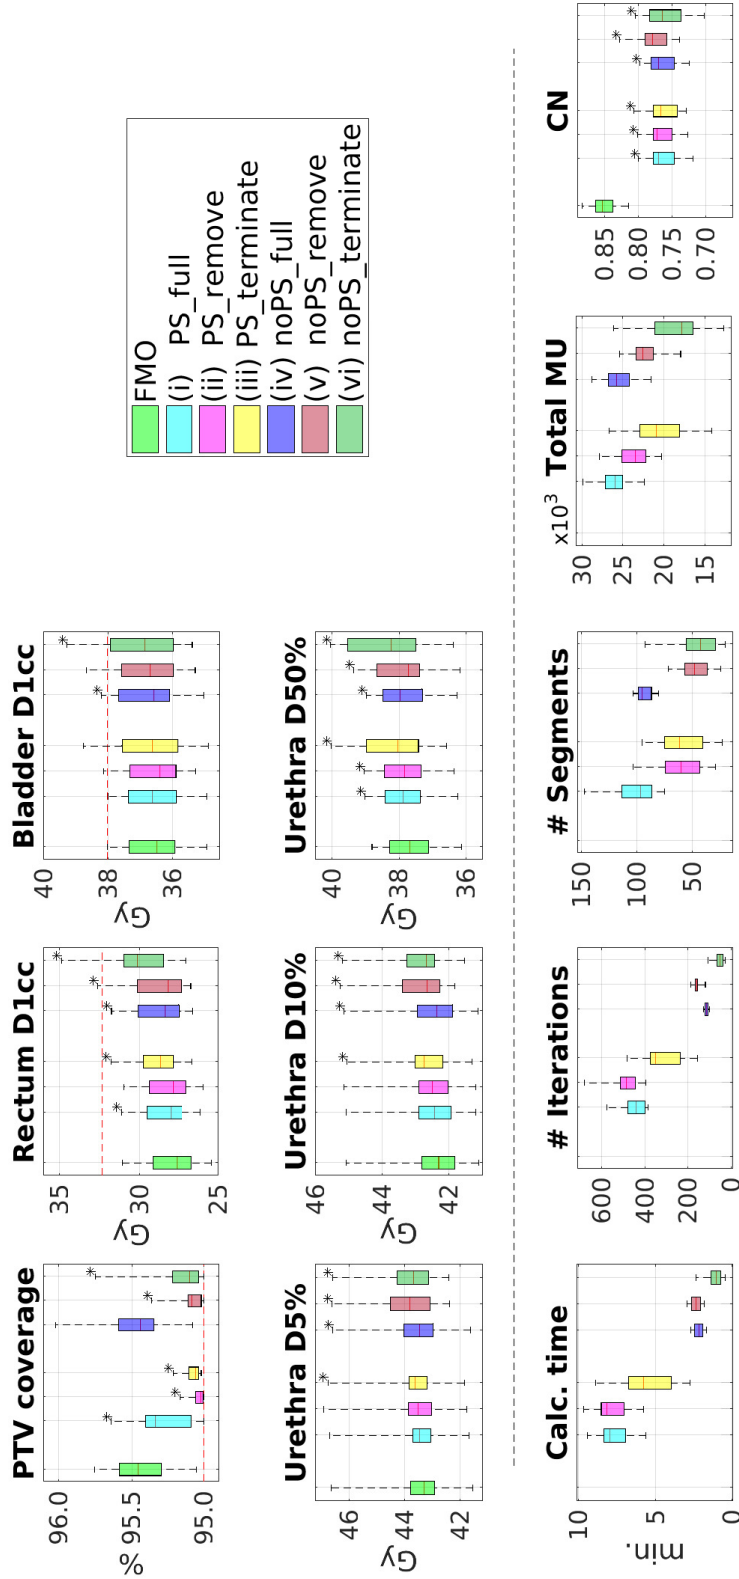 PTV coverage
%
96.0
95.5
95.0
Rectum D1cc
Gy
35
30
25
Bladder D1cc
Gy
40
38
36
FMO
(i) PS_full
(ii) PS_remove
(iii) PS_terminate
(iv) noPS_full
(v) noPS_remove
(vi) noPS_terminate
Urethra D5%
Gy
46
44
42
Urethra D10%
Gy
46
44
42
Urethra D50%
Gy
40
38
36
Calc. time
min.
10
5
0
# Iterations
600
400
200
0
# Segments
150
100
50
Total MU
x10³
30
25
20
15
CN
0.85
0.80
0.75
0.70